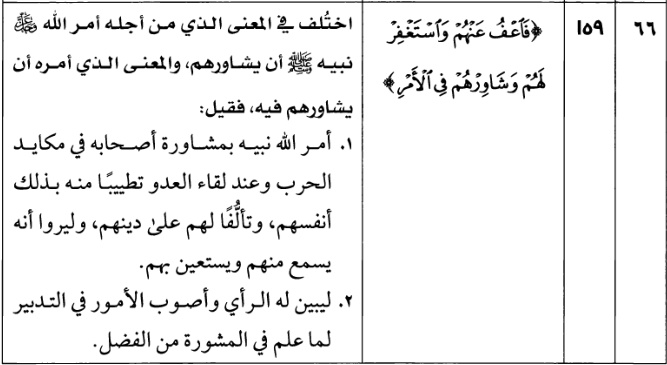 ٦٦
١٥٩
﴿فَٱعۡفُ عَنۡهُمۡ وَٱسۡتَغۡفِرۡ
لَهُمۡ وَشَاوِرۡهُمۡ فِي ٱلۡأَمۡرِ﴾
اختُلف في المعنى الذي من أجله أمر الله ﷺ
نبيه ﷺ أن يشاورهم، والمعنى الذي أمره أن
يشاورهم فيه، فقيل:
١. أمر الله نبيه بمشاورة أصحابه في مكايد
الحرب وعند لقاء العدو تطييبًا منه بذلك
أنفسهم، وتألُّفًا لهم علىٰ دينهم، وليروا أنه
يسمع منهم ويستعين بهم.
٢. ليبين له الرأي وأصوب الأمور في التدبير
لما علم في المشورة من الفضل.